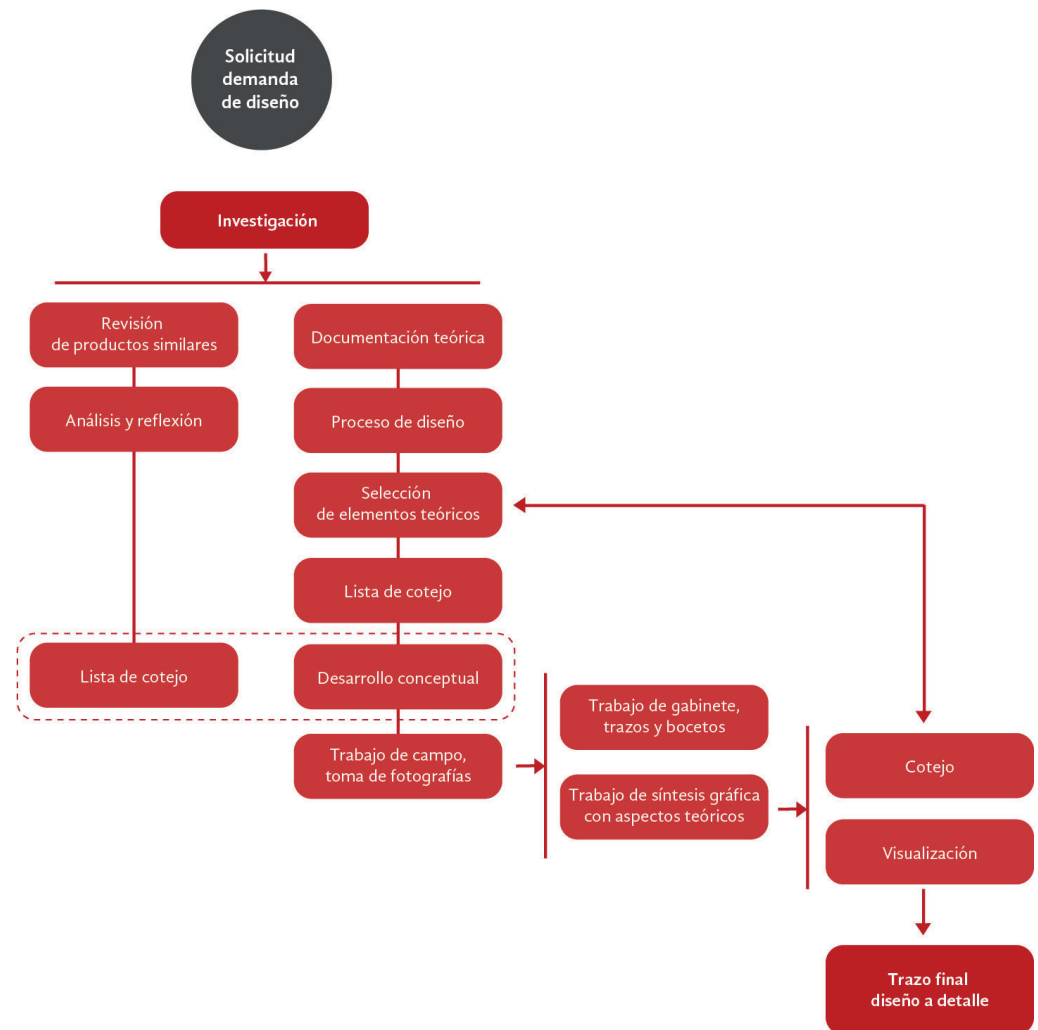 Solicitud
demanda
de diseño
Investigación
Revisión
de productos similares
Documentación teórica
Análisis y reflexión
Proceso de diseño
Selección
de elementos teóricos
Lista de cotejo
Lista de cotejo
Desarrollo conceptual
Trabajo de campo,
toma de fotografías
Trabajo de gabinete,
trazos y bocetos
Trabajo de síntesis gráfica
con aspectos teóricos
Cotejo
Visualización
Trazo final
diseño a detalle